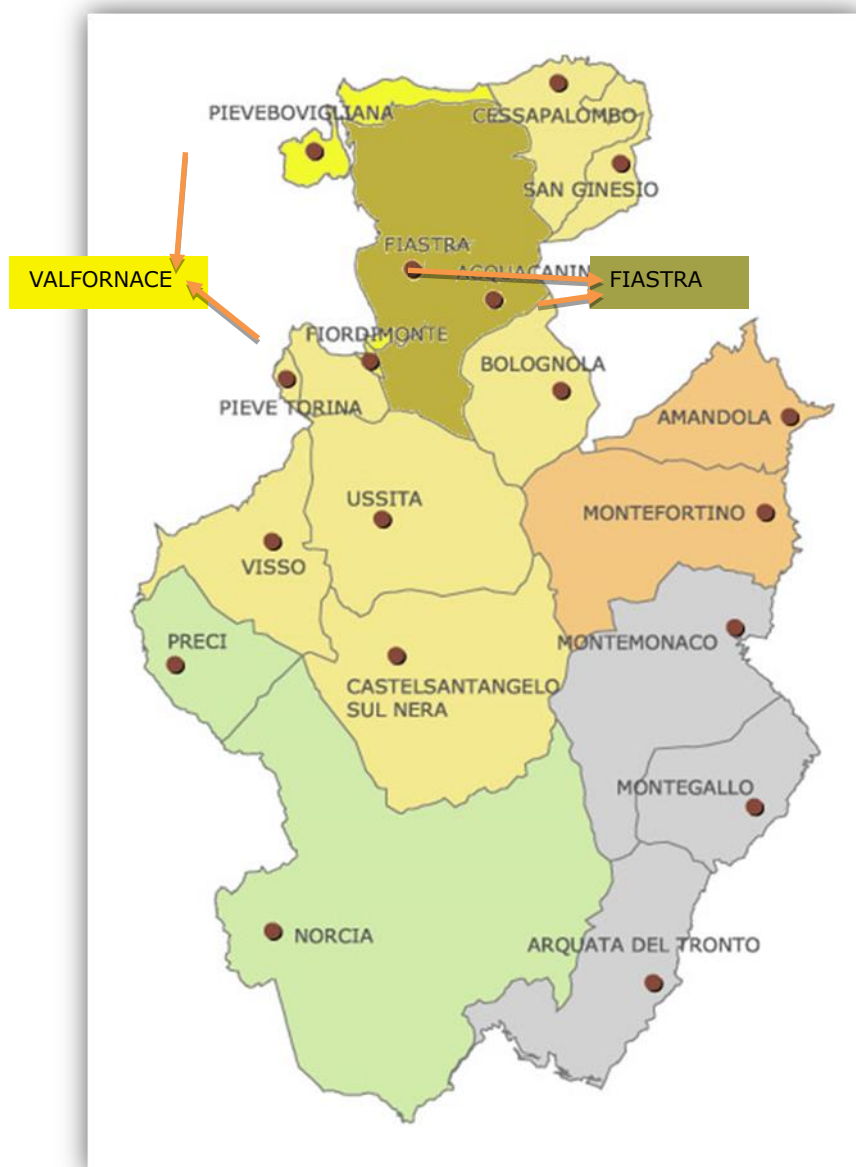 PIEVEBOVIGLIANA
CESSAPALOMBO
SAN GINESIO
FIASTRA
ACQUACANIN
VALFORNACE
FIASTRA
FIORDIMONTE
BOLOGNOLA
PIEVE TORINA
AMANDOLA
USSITA
MONTEFORTINO
VISSO
PRECI
MONTEMONACO
CASTELSANTANGELO
SUL NERA
MONTEGALLO
NORCIA
ARQUATA DEL TRONTO